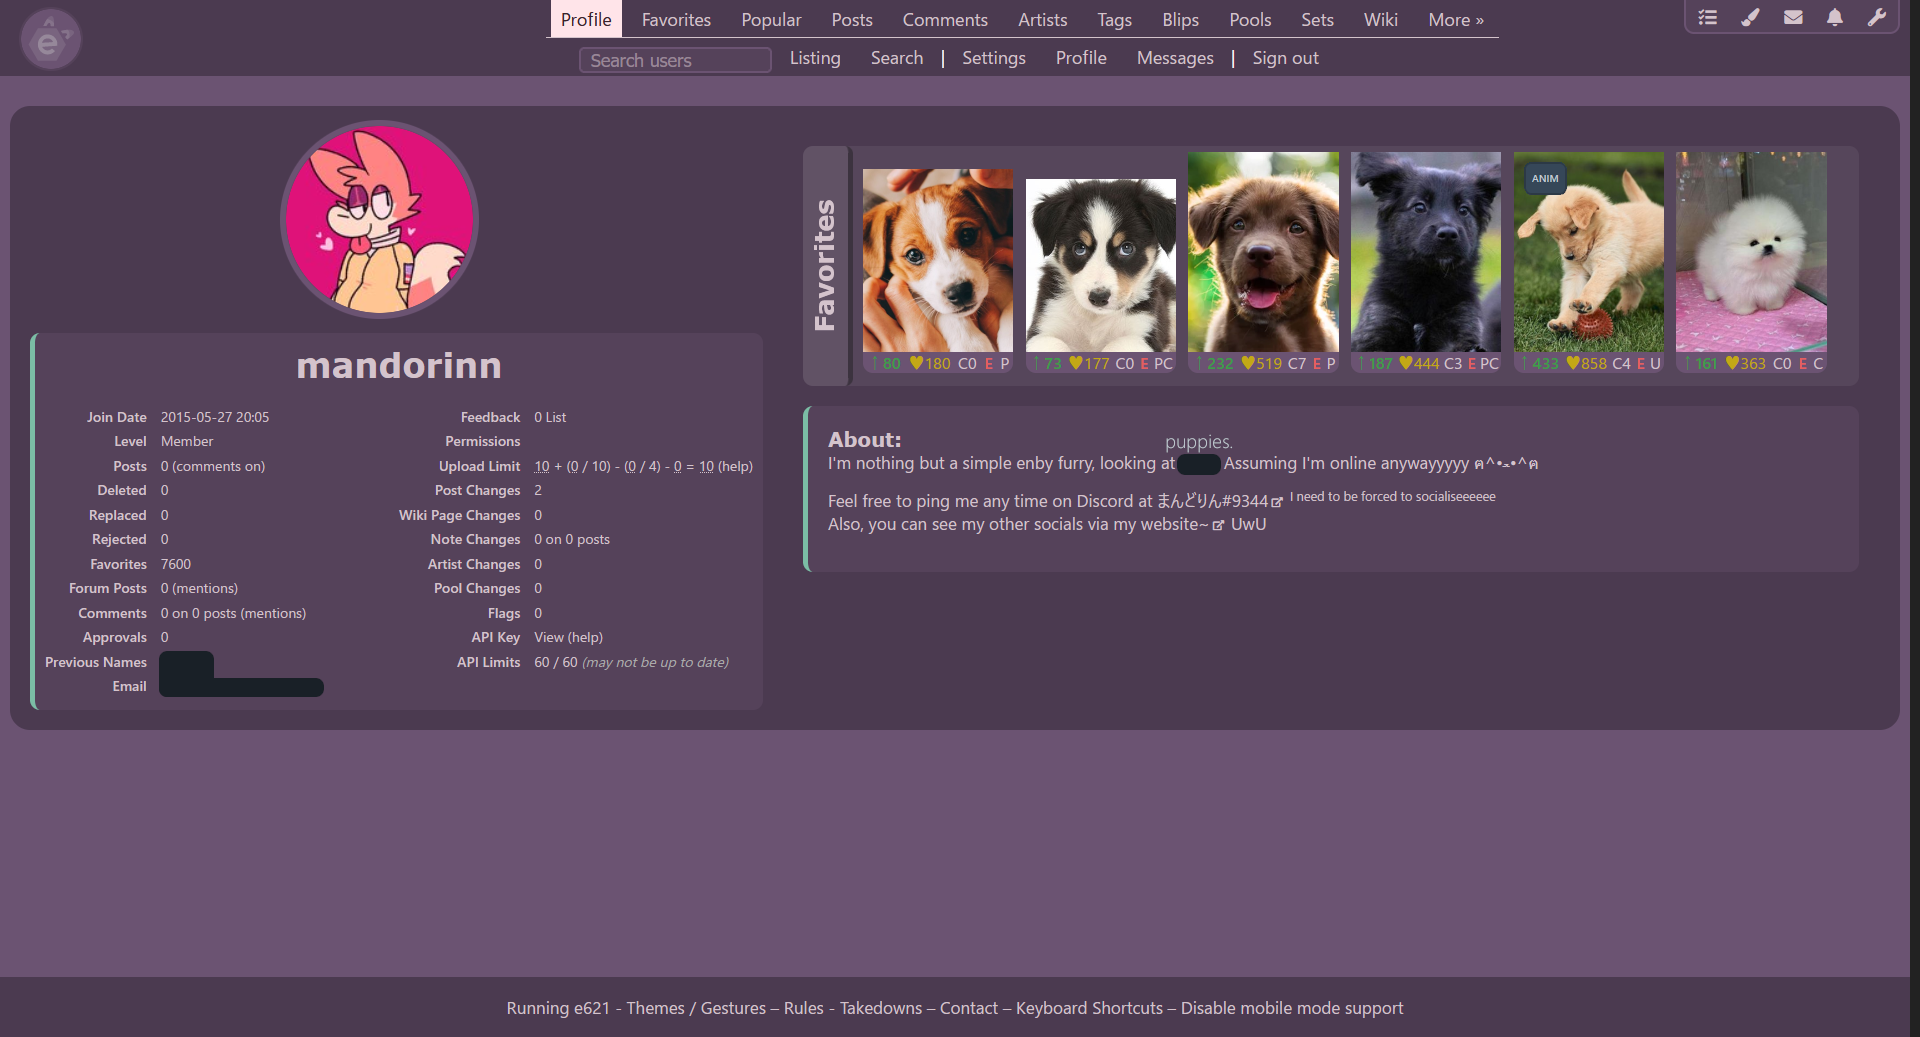 e
Profile Favorites Popular Posts Comments Artists Tags Blips Pools Sets Wiki More »
Search users Listing Search | Settings Profile Messages | Sign out
mandorinn
Join Date 2015-05-27 20:05
Level Member
Posts 0 (comments on)
Deleted 0
Replaced 0
Rejected 0
Favorites 7600
Forum Posts 0 (mentions)
Comments 0 on 0 posts (mentions)
Approvals 0
Previous Names
Email
Feedback 0 List
Permissions
Upload Limit 10 + (0 / 10) - (0 / 4) - 0 = 10 (help)
Post Changes 2
Wiki Page Changes 0
Note Changes 0 on 0 posts
Artist Changes 0
Pool Changes 0
Flags 0
API Key View (help)
API Limits 60 / 60 (may not be up to date)
Favorites
ANIM
↑80 ♥180 C0 E P
↑73 ♥177 C0 E PC
↑232 ♥519 C7 E P
↑187 ♥444 C3 E PC
↑433 ♥858 C4 E U
↑161 ♥363 C0 E C
About:
puppies.
I'm nothing but a simple enby furry, looking at Assuming I'm online anywayyyyy ฅ^•ﻌ•^ฅ
Feel free to ping me any time on Discord at まんどりん#9344 I need to be forced to socialiseeeeee
Also, you can see my other socials via my website~ UwU
Running e621 - Themes / Gestures – Rules - Takedowns – Contact – Keyboard Shortcuts – Disable mobile mode support